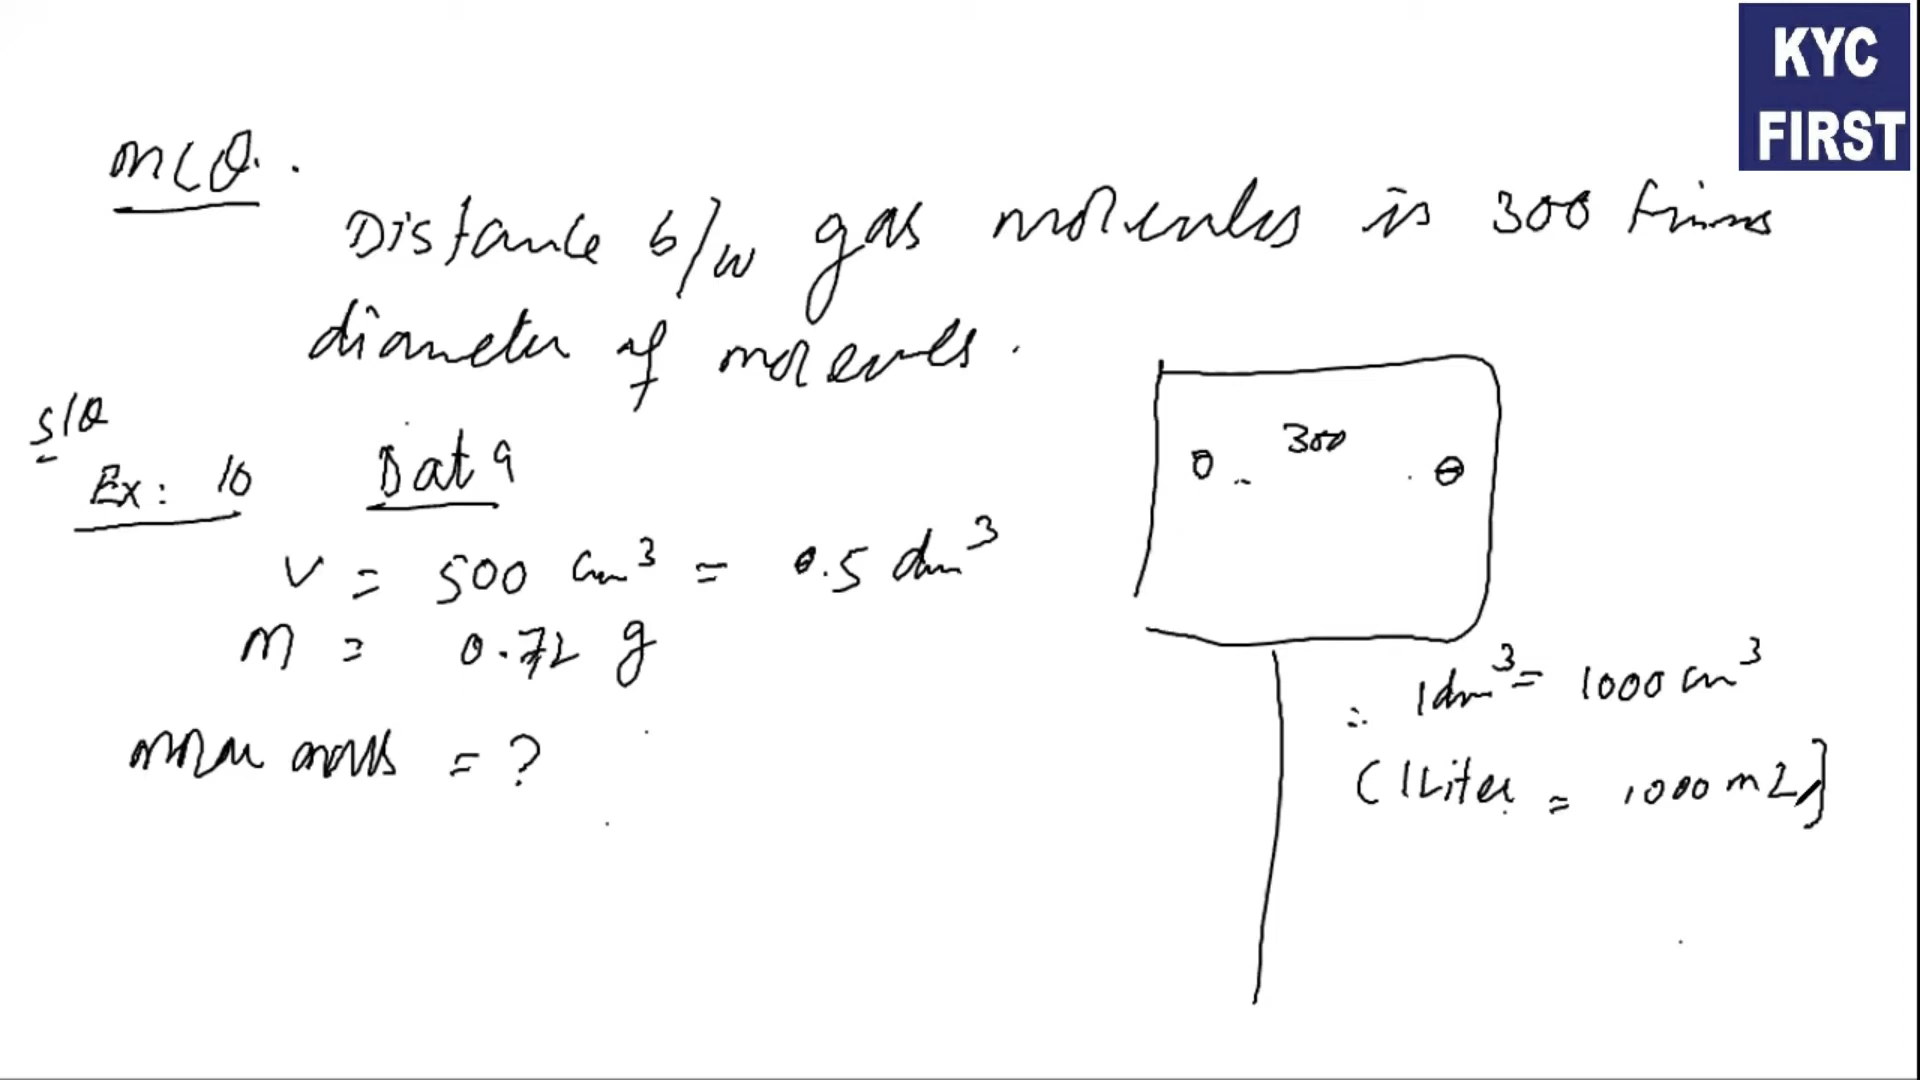 KYC
FIRST
MCQ.
Distance b/w gas molecules is 300 times
diameter of molecules.
S/Q
Ex: 10 Data
300
V = 500 cm³ = 0.5 dm³
m = 0.72 g
1dm³ = 1000 cm³
molar mass = ?
(1Liter = 1000 mL)